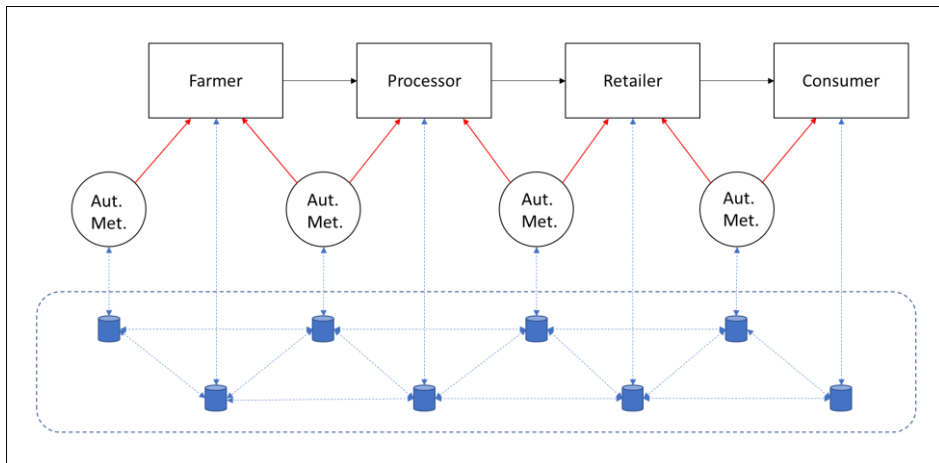 Farmer
Processor
Retailer
Consumer
Aut.
Met.
Aut.
Met.
Aut.
Met.
Aut.
Met.